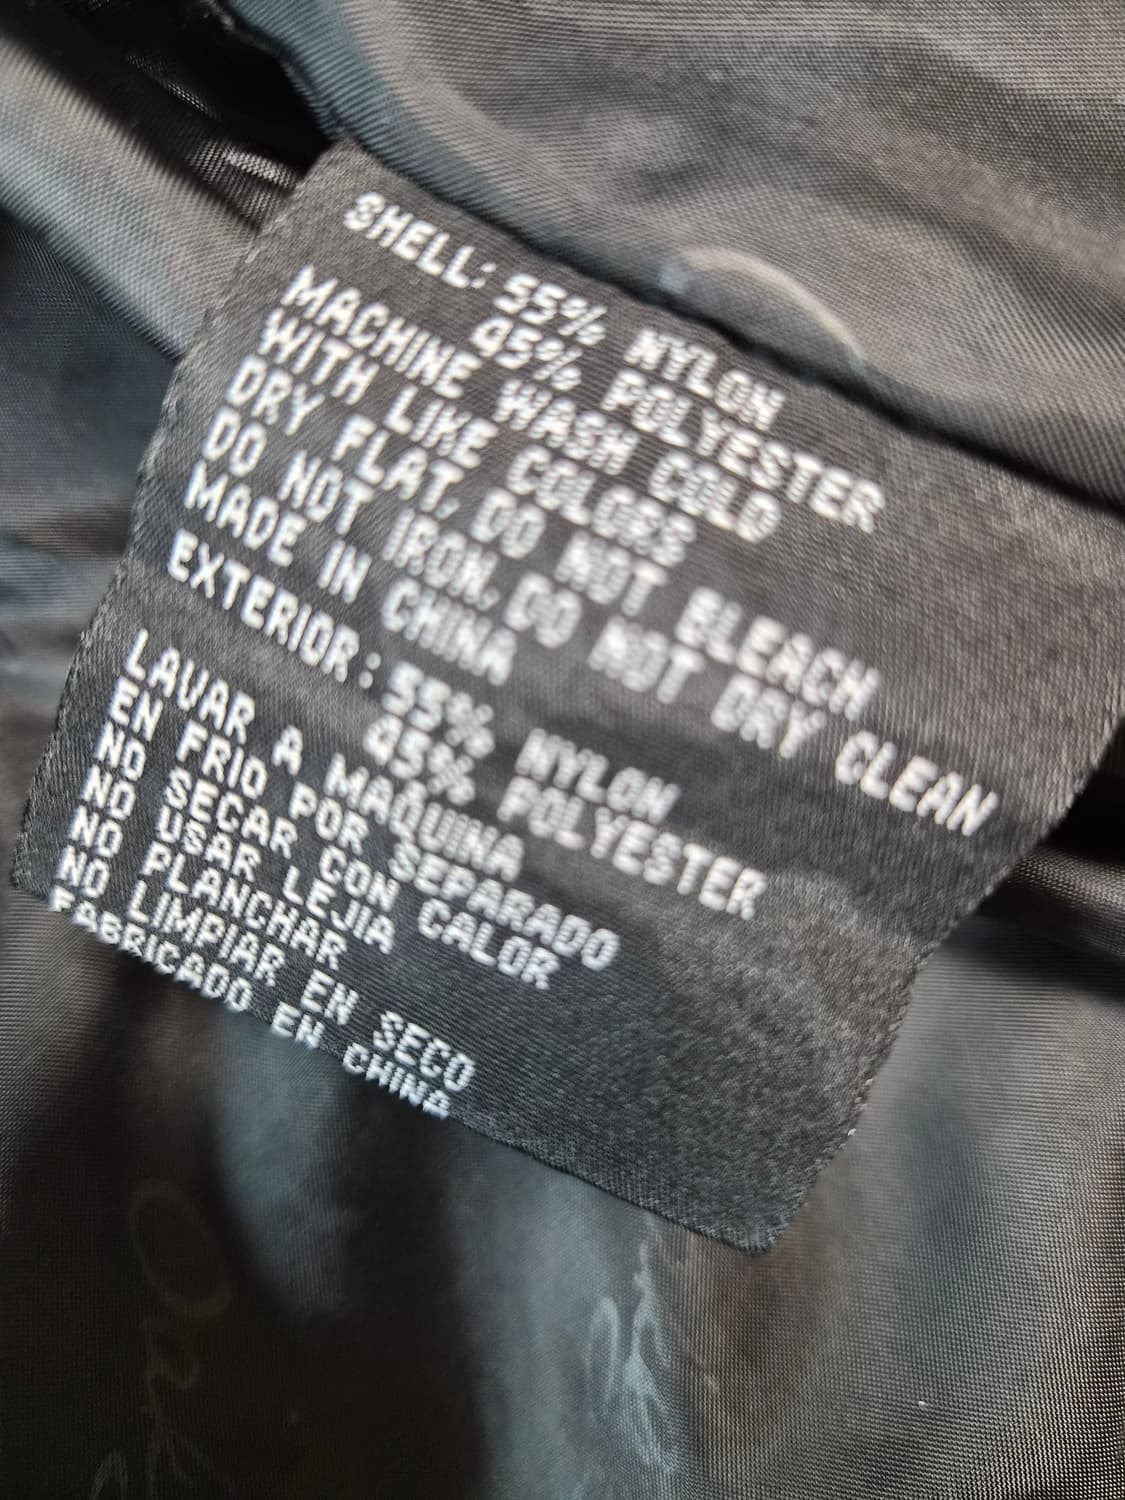 SHELL: 55% NYLON
45% POLYESTER
MACHINE WASH COLD
WITH LIKE COLORS
DRY FLAT, DO NOT BLEACH
DO NOT IRON, DO NOT DRY CLEAN
MADE IN CHINA
EXTERIOR: 55% NYLON
45% POLYESTER
LAVAR A MAQUINA
EN FRIO POR SEPARADO
NO SECAR CON CALOR
NO USAR LEJIA
NO PLANCHAR
NO LIMPIAR EN SECO
FABRICADO EN CHINA